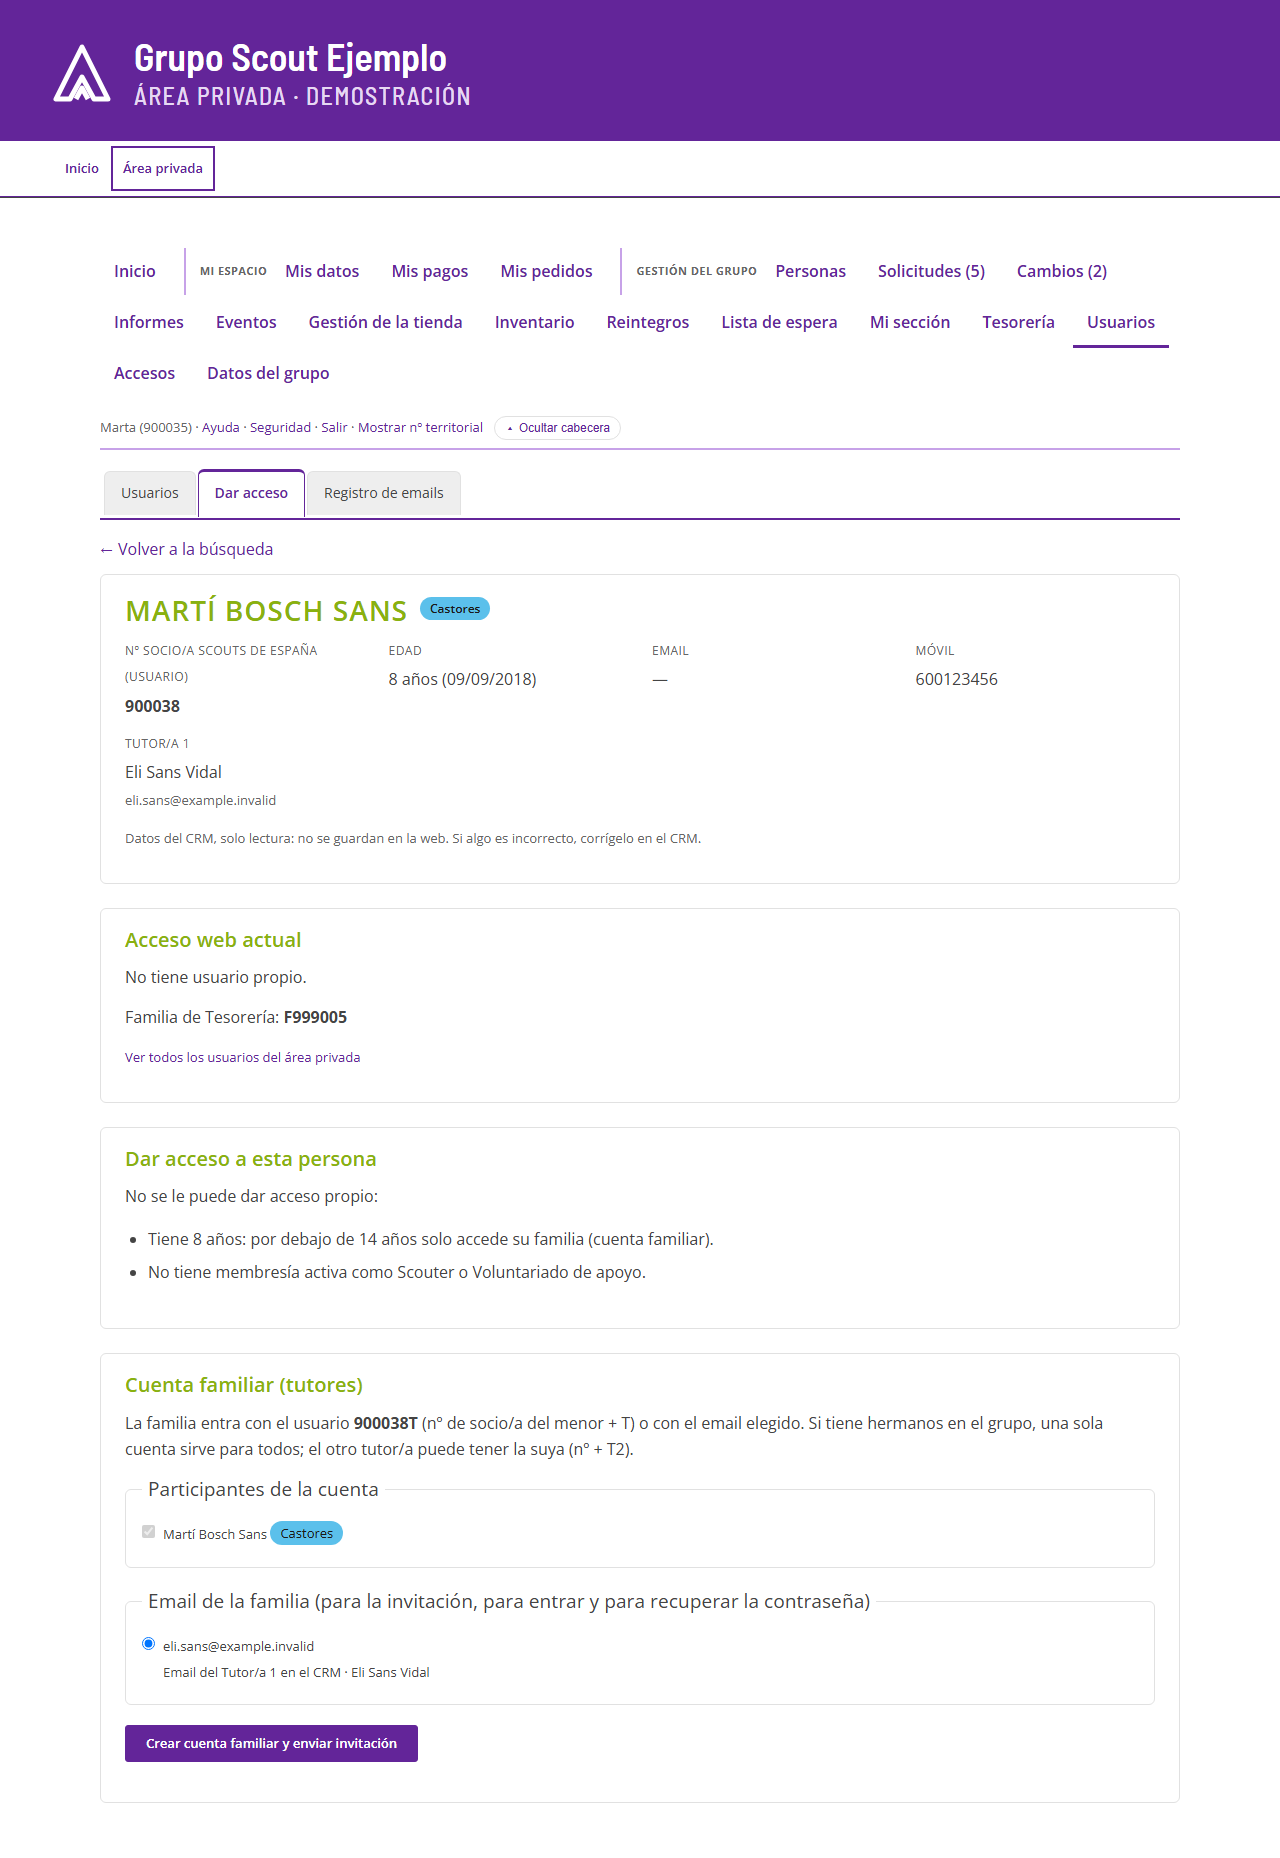 Grupo Scout Ejemplo
ÁREA PRIVADA · DEMOSTRACIÓN
Inicio Área privada
Inicio MI ESPACIO Mis datos Mis pagos Mis pedidos GESTIÓN DEL GRUPO Personas Solicitudes (5) Cambios (2)
Informes Eventos Gestión de la tienda Inventario Reintegros Lista de espera Mi sección Tesorería Usuarios
Accesos Datos del grupo
Marta (900035) · Ayuda · Seguridad · Salir · Mostrar nº territorial ▲ Ocultar cabecera
Usuarios Dar acceso Registro de emails
← Volver a la búsqueda
MARTÍ BOSCH SANS Castores
Nº SOCIO/A SCOUTS DE ESPAÑA
(USUARIO)
900038
EDAD
8 años (09/09/2018)
EMAIL
—
MÓVIL
600123456
TUTOR/A 1
Eli Sans Vidal
eli.sans@example.invalid
Datos del CRM, solo lectura: no se guardan en la web. Si algo es incorrecto, corrígelo en el CRM.
Acceso web actual
No tiene usuario propio.
Familia de Tesorería: F999005
Ver todos los usuarios del área privada
Dar acceso a esta persona
No se le puede dar acceso propio:
• Tiene 8 años: por debajo de 14 años solo accede su familia (cuenta familiar).
• No tiene membresía activa como Scouter o Voluntariado de apoyo.
Cuenta familiar (tutores)
La familia entra con el usuario 900038T (nº de socio/a del menor + T) o con el email elegido. Si tiene hermanos en el grupo, una sola
cuenta sirve para todos; el otro tutor/a puede tener la suya (nº + T2).
Participantes de la cuenta
Martí Bosch Sans Castores
Email de la familia (para la invitación, para entrar y para recuperar la contraseña)
eli.sans@example.invalid
Email del Tutor/a 1 en el CRM · Eli Sans Vidal
Crear cuenta familiar y enviar invitación